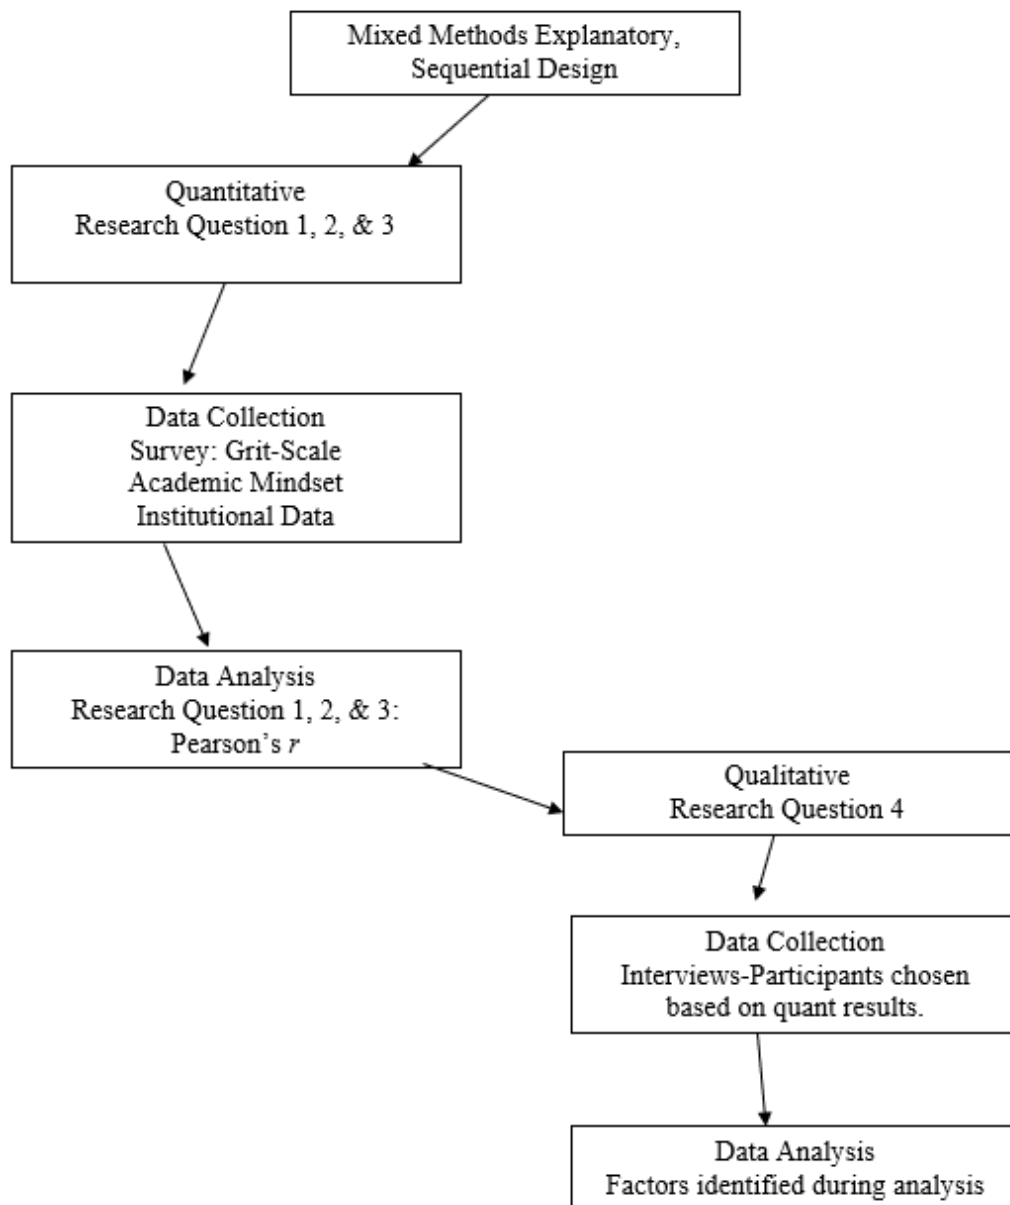 Mixed Methods Explanatory,
Sequential Design
Quantitative
Research Question 1, 2, & 3
Data Collection
Survey: Grit-Scale
Academic Mindset
Institutional Data
Data Analysis
Research Question 1, 2, & 3:
Pearson’s r
Qualitative
Research Question 4
Data Collection
Interviews-Participants chosen
based on quant results.
Data Analysis
Factors identified during analysis